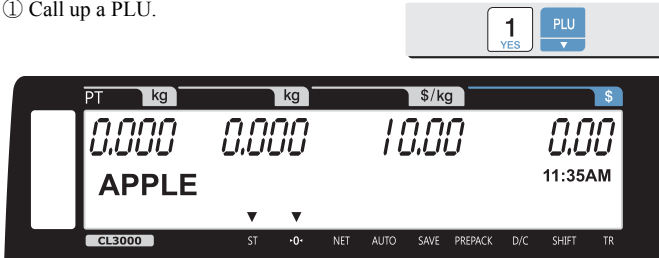 ① Call up a PLU.
1 PLU
YES ▼
PT kg kg $/kg $
0.000 0.000 10.00 0.00
APPLE 11:35AM
▼ ▼
CL3000 ST ▸0◂ NET AUTO SAVE PREPACK D/C SHIFT TR